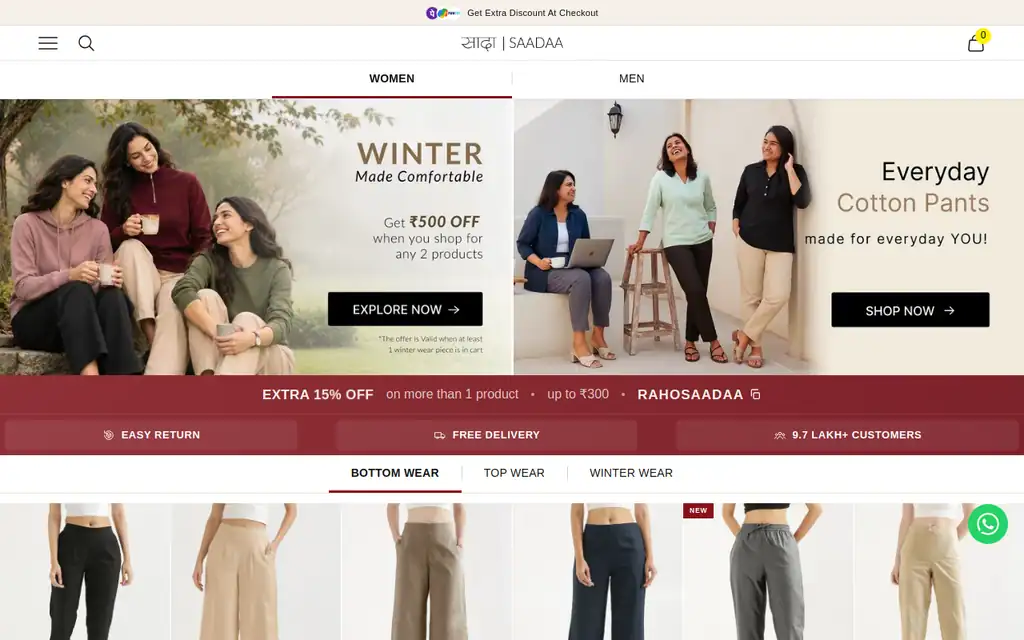 Get Extra Discount At Checkout
सादा | SAADAA
0
WOMEN
MEN
WINTER
Made Comfortable
Get ₹500 OFF
when you shop for
any 2 products
EXPLORE NOW →
*The offer is Valid when at least
1 winter wear piece is in cart
Everyday
Cotton Pants
made for everyday YOU!
SHOP NOW →
EXTRA 15% OFF on more than 1 product • up to ₹300 • RAHOSAADAA
EASY RETURN
FREE DELIVERY
9.7 LAKH+ CUSTOMERS
BOTTOM WEAR
TOP WEAR
WINTER WEAR
NEW